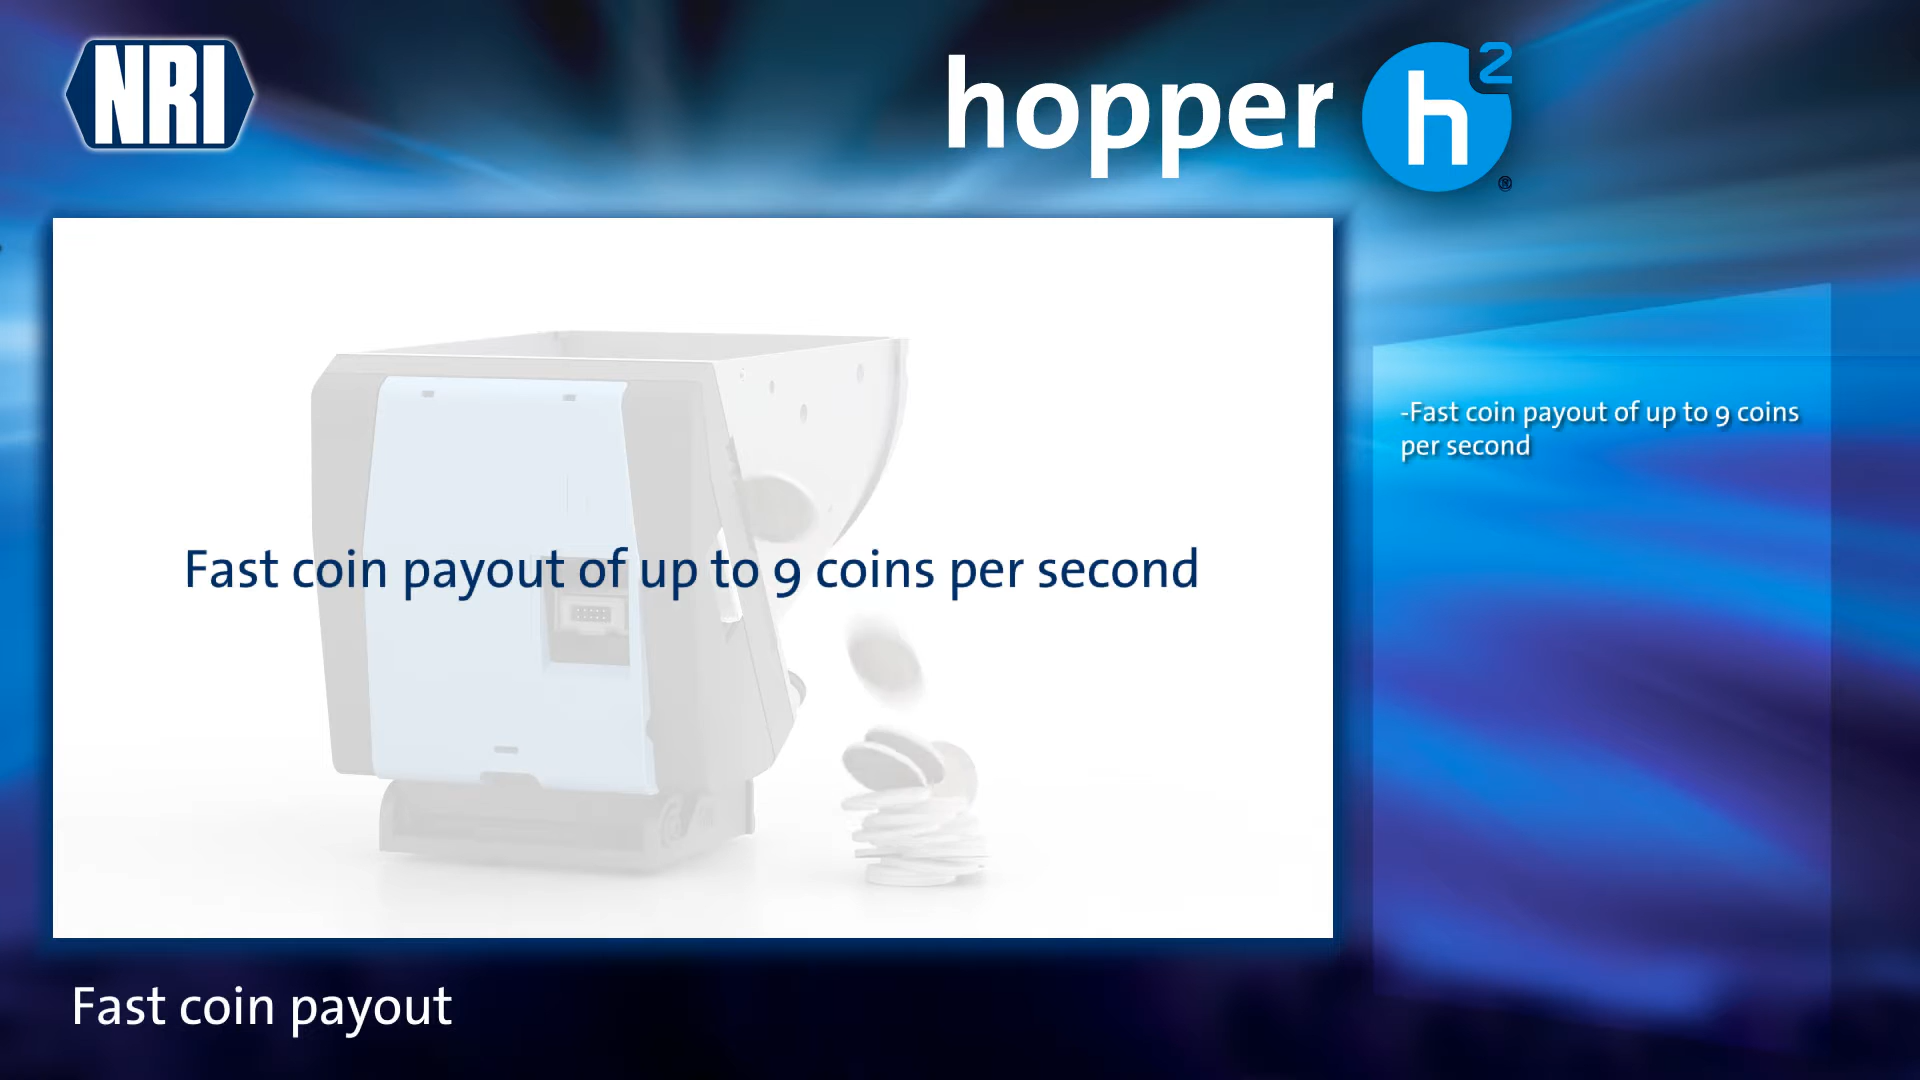 NRI
hopper h²®
Fast coin payout of up to 9 coins per second
-Fast coin payout of up to 9 coins
per second
Fast coin payout